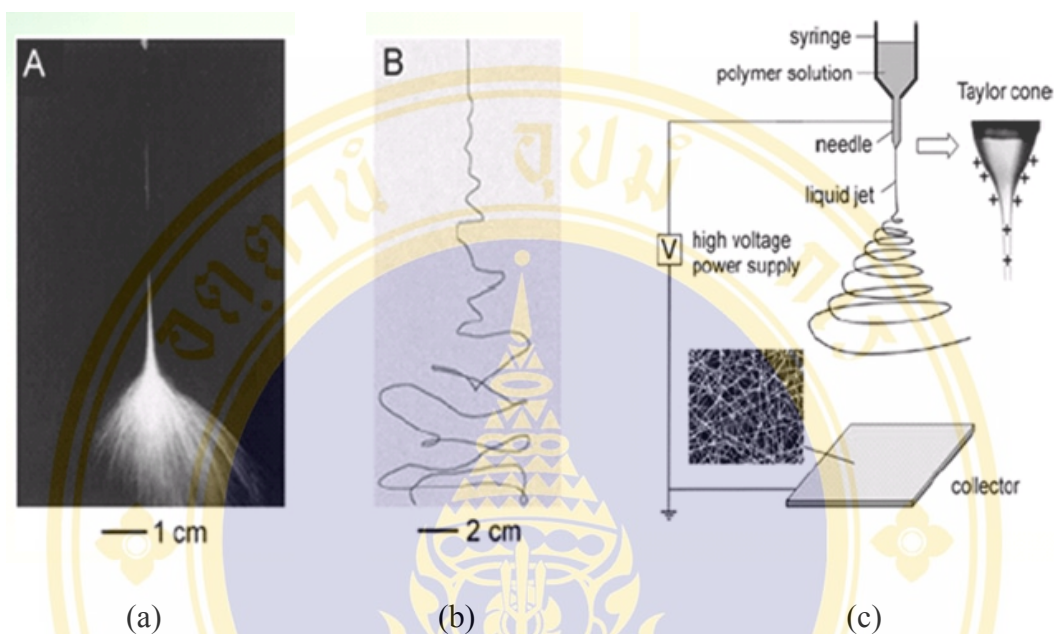 A
B
syringe
polymer solution
Taylor cone
needle
liquid jet
V
high voltage
power supply
collector
1 cm
2 cm
(a)
(b)
(c)